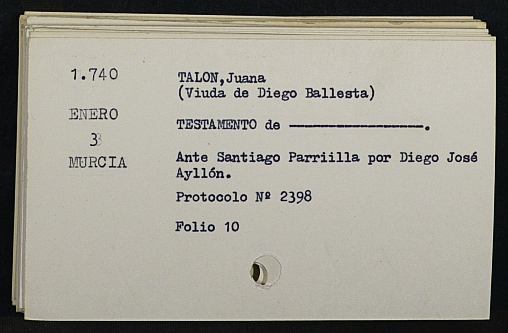 1.740
ENERO
3
MURCIA
TALON,Juana
(Viuda de Diego Ballesta)
TESTAMENTO de ------------------.
Ante Santiago Parriilla por Diego José
Ayllón.
Protocolo Nº 2398
Folio 10